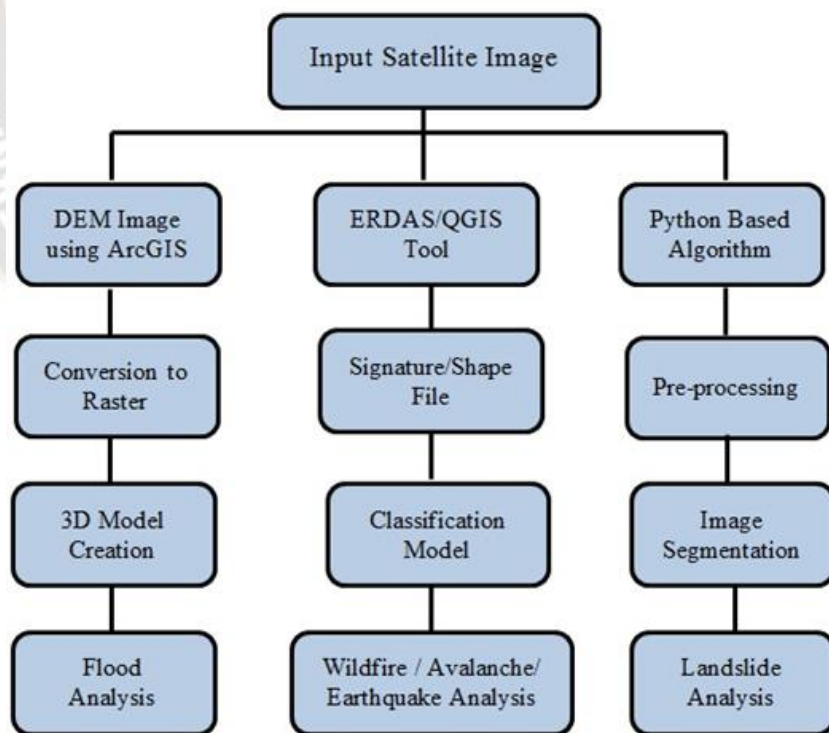 Input Satellite Image
DEM Image
using ArcGIS
ERDAS/QGIS
Tool
Python Based
Algorithm
Conversion to
Raster
Signature/Shape
File
Pre-processing
3D Model
Creation
Classification
Model
Image
Segmentation
Flood
Analysis
Wildfire / Avalanche/
Earthquake Analysis
Landslide
Analysis